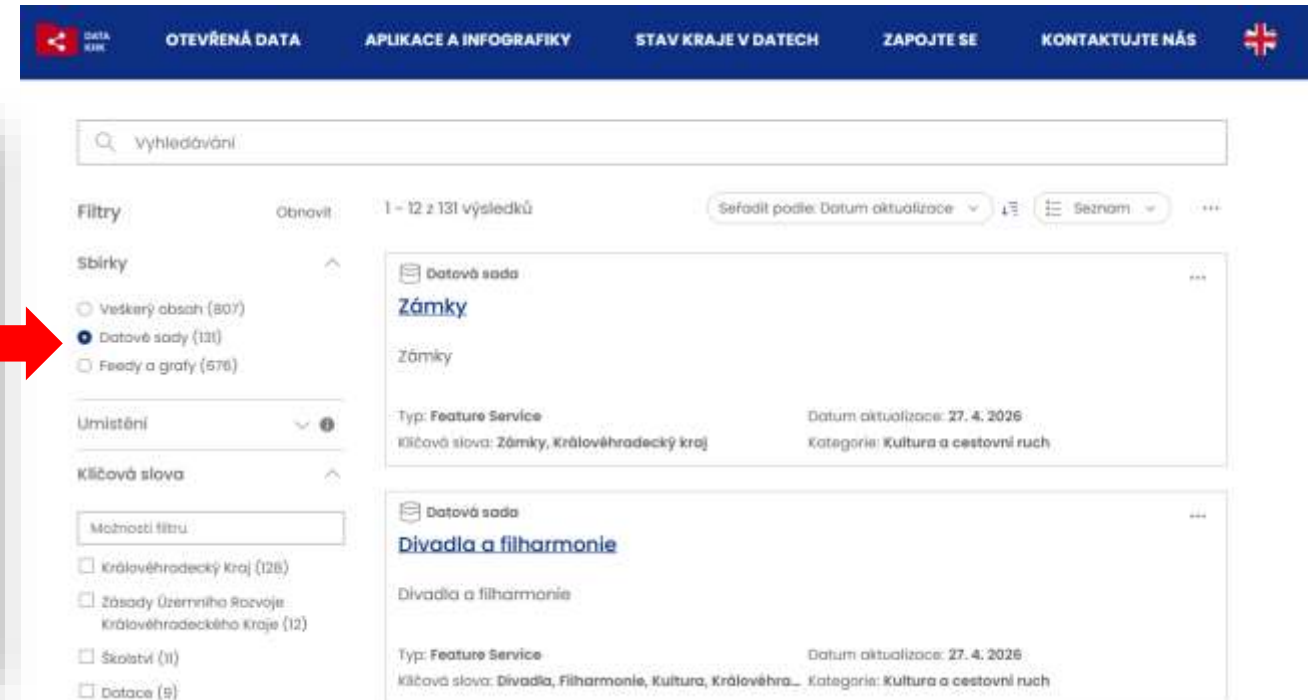 DATA
KHK
OTEVŘENÁ DATA
APLIKACE A INFOGRAFIKY
STAV KRAJE V DATECH
ZAPOJTE SE
KONTAKTUJTE NÁS
Vyhledávání
Filtry
Obnovit
1 – 12 z 131 výsledků
Seřadit podle: Datum aktualizace
Seznam
Sbírky
Veškerý obsah (807)
Datové sady (131)
Feedy a grafy (676)
Umístění
Klíčová slova
Možnosti filtru
Královéhradecký Kraj (128)
Zásady Územního Rozvoje
Královéhradeckého Kraje (12)
Školství (11)
Dotace (9)
Datová sada
Zámky
Zámky
Typ: Feature Service
Datum aktualizace: 27. 4. 2026
Klíčová slova: Zámky, Královéhradecký kraj
Kategorie: Kultura a cestovní ruch
Datová sada
Divadla a filharmonie
Divadla a filharmonie
Typ: Feature Service
Datum aktualizace: 27. 4. 2026
Klíčová slova: Divadla, Filharmonie, Kultura, Královéhra...
Kategorie: Kultura a cestovní ruch